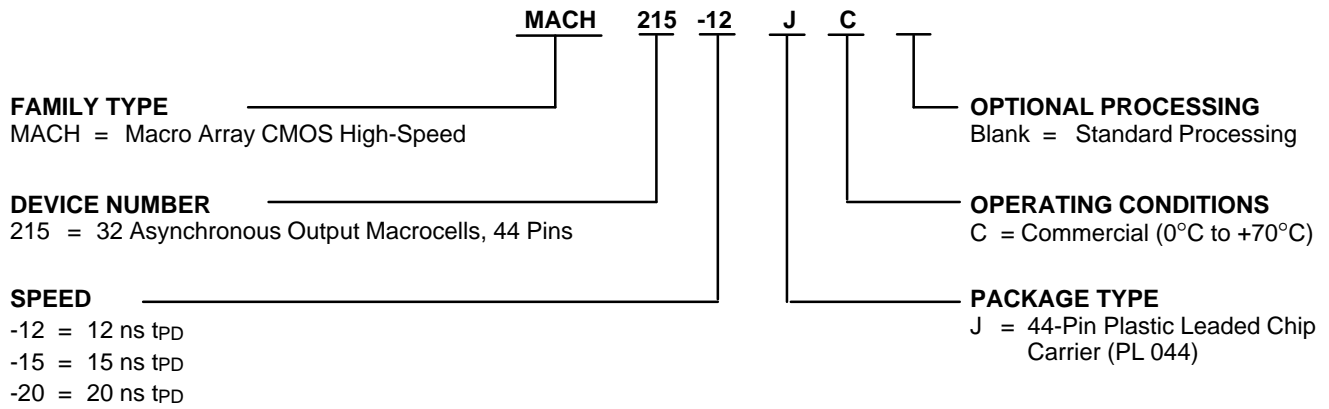 MACH 215 -12 J C
FAMILY TYPE
MACH = Macro Array CMOS High-Speed
DEVICE NUMBER
215 = 32 Asynchronous Output Macrocells, 44 Pins
SPEED
-12 = 12 ns tPD
-15 = 15 ns tPD
-20 = 20 ns tPD
OPTIONAL PROCESSING
Blank = Standard Processing
OPERATING CONDITIONS
C = Commercial (0°C to +70°C)
PACKAGE TYPE
J = 44-Pin Plastic Leaded Chip
Carrier (PL 044)